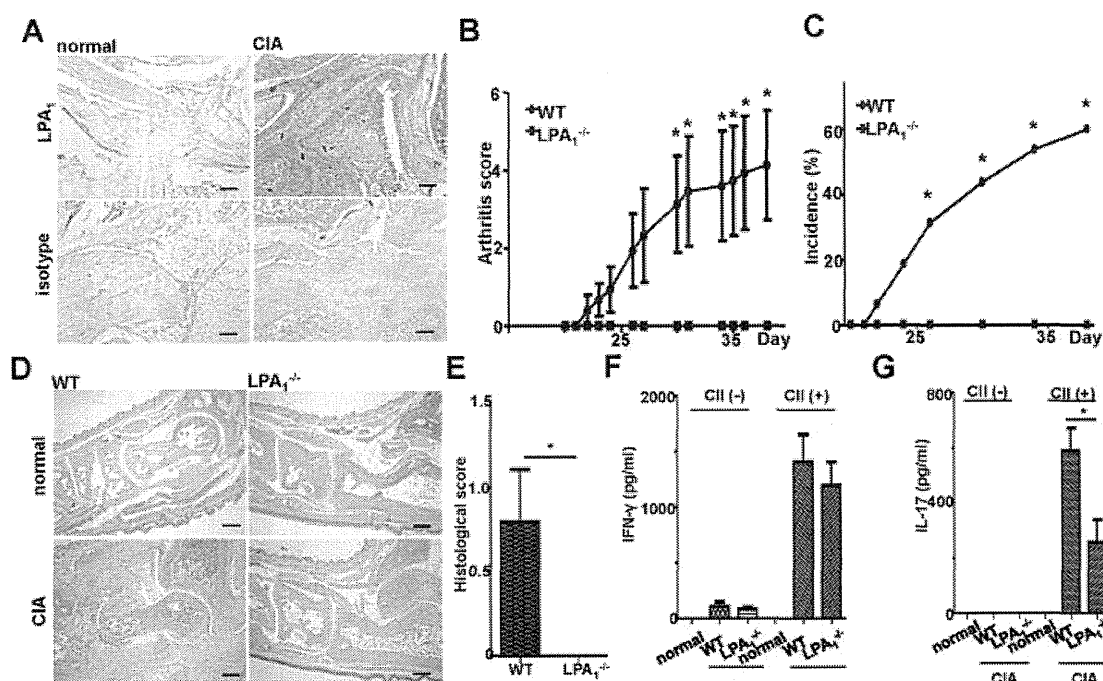 A
normal
CIA
LPA₁
isotype
B
WT
LPA₁⁻/⁻
Arthritis score
6
4
2
0
25
35
Day
* * * * * *
C
WT
LPA₁⁻/⁻
Incidence (%)
60
40
20
0
25
35
Day
* * * *
D
WT
LPA₁⁻/⁻
normal
CIA
E
Histological score
1.5
1.0
0.5
0
*
WT
LPA₁⁻/⁻
F
CII (-)
CII (+)
IFN-γ (pg/ml)
2000
1000
0
normal
WT
LPA₁⁻/⁻
normal
WT
LPA₁⁻/⁻
G
CII (-)
CII (+)
*
IL-17 (pg/ml)
800
400
0
normal
WT
LPA₁⁻/⁻
normal
WT
LPA₁⁻/⁻
CIA
CIA